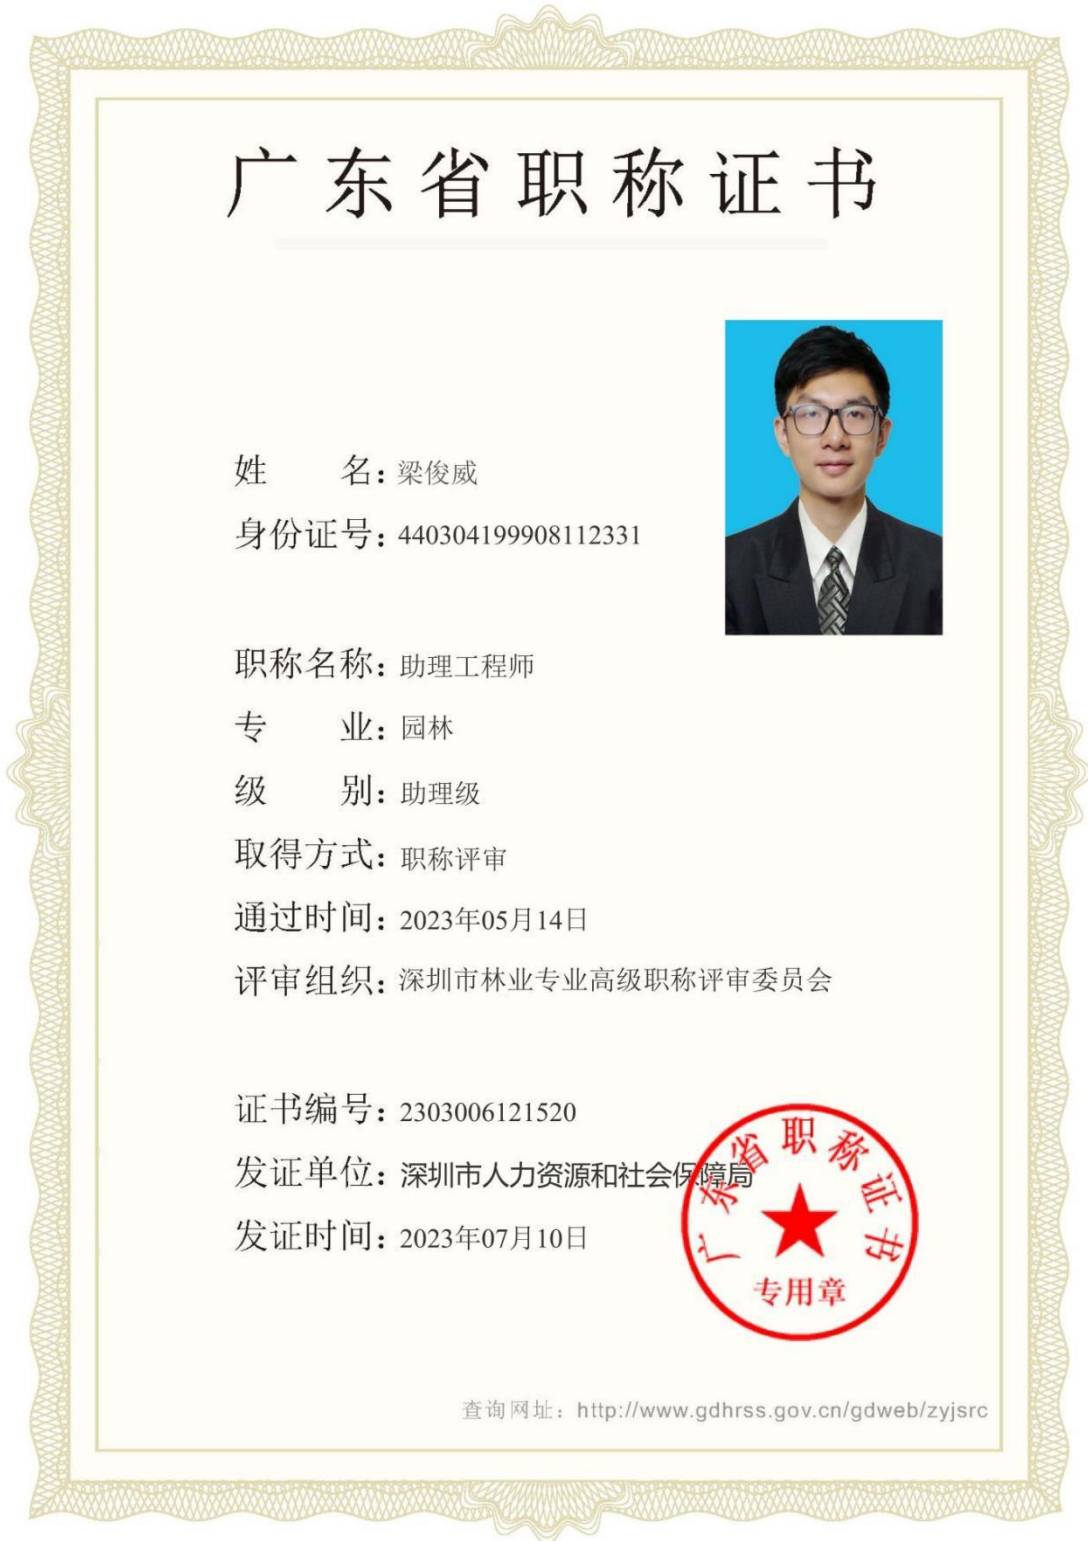 广东省职称证书
姓 名：梁俊威
身份证号：440304199908112331
职称名称：助理工程师
专 业：园林
级 别：助理级
取得方式：职称评审
通过时间：2023年05月14日
评审组织：深圳市林业专业高级职称评审委员会
证书编号：2303006121520
发证单位：深圳市人力资源和社会保障局
发证时间：2023年07月10日
广东省职称证书
专用章
查询网址：http://www.gdhrss.gov.cn/gdweb/zyjsrc